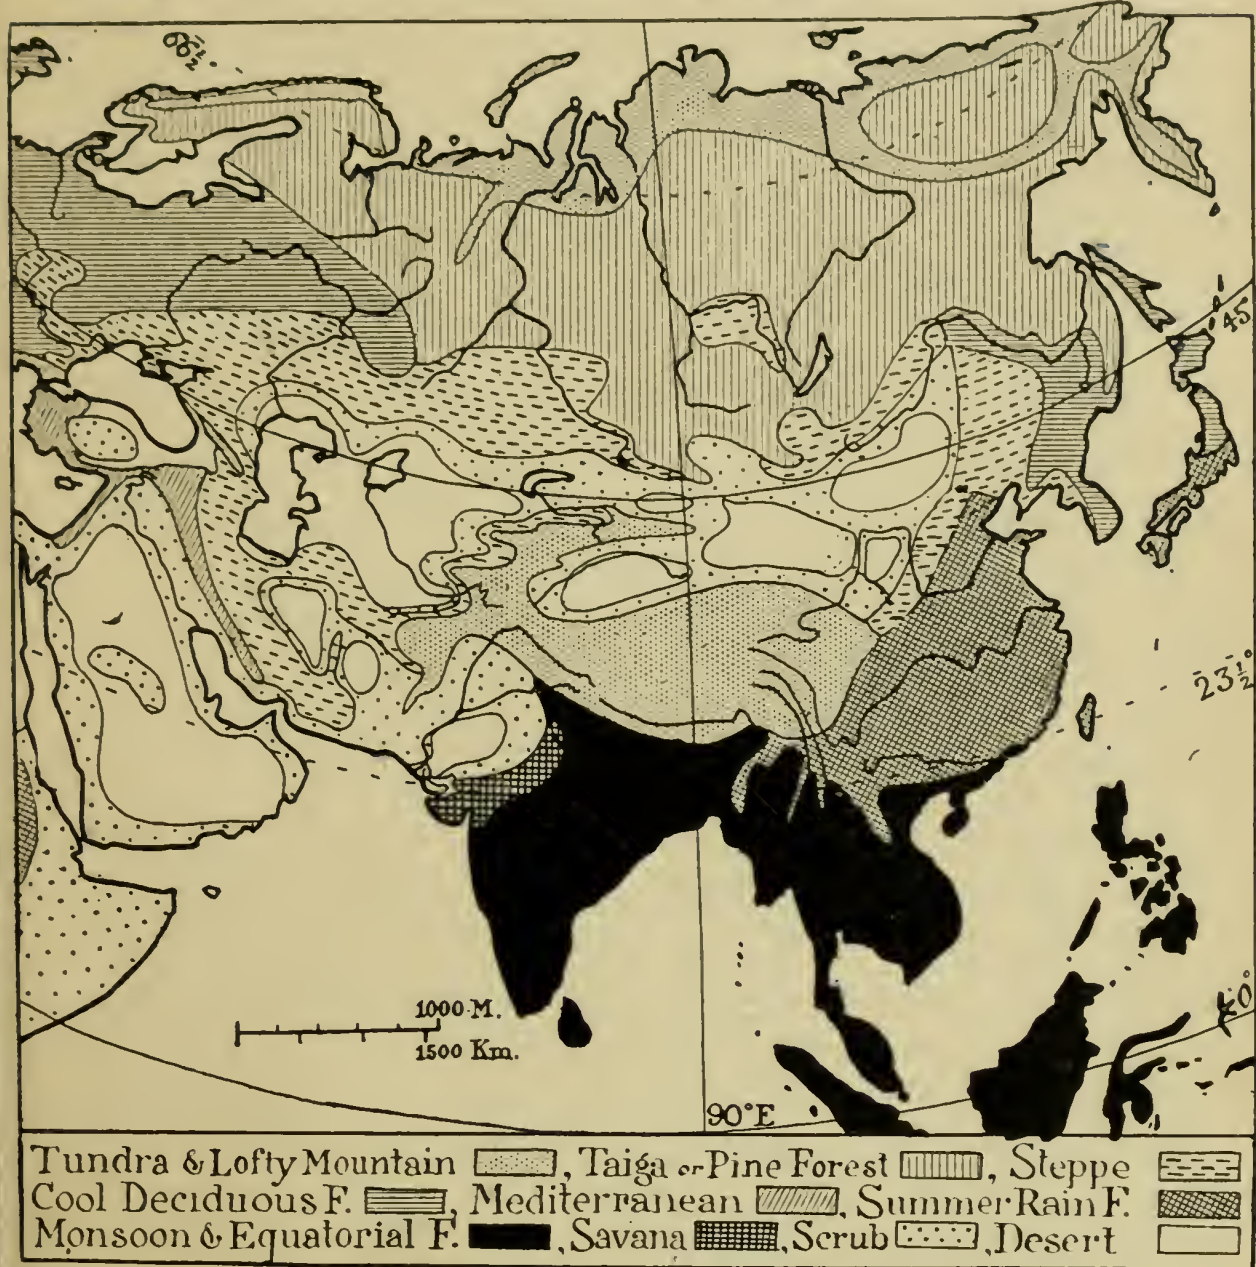 66½
45
23½°
0°
1000 M.
1500 Km.
90°E
Tundra & Lofty Mountain , Taiga or Pine Forest , Steppe
Cool Deciduous F. , Mediterranean , Summer Rain F.
Monsoon & Equatorial F. , Savana , Scrub , Desert